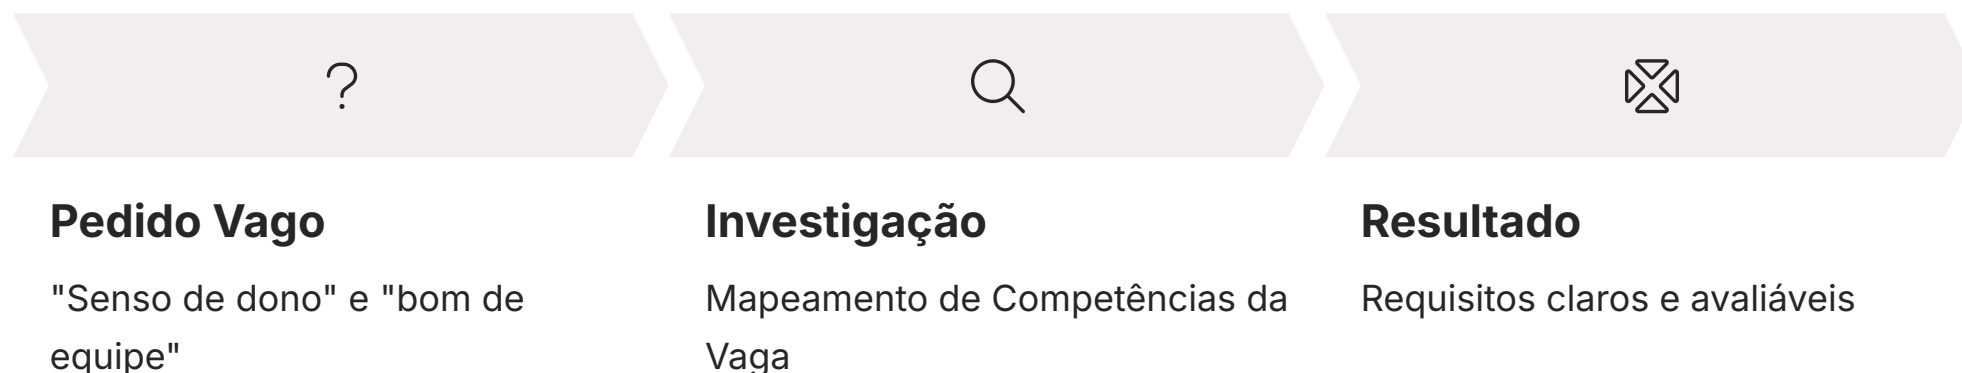 ?
Pedido Vago
"Senso de dono" e "bom de
equipe"
Investigação
Mapeamento de Competências da
Vaga
Resultado
Requisitos claros e avaliáveis